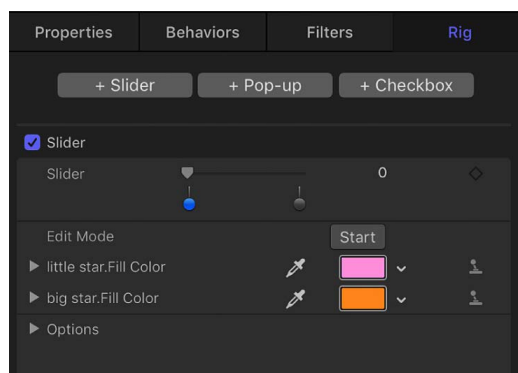 Properties Behaviors Filters Rig
+ Slider + Pop-up + Checkbox
Slider
Slider 0
Edit Mode Start
little star.Fill Color
big star.Fill Color
Options